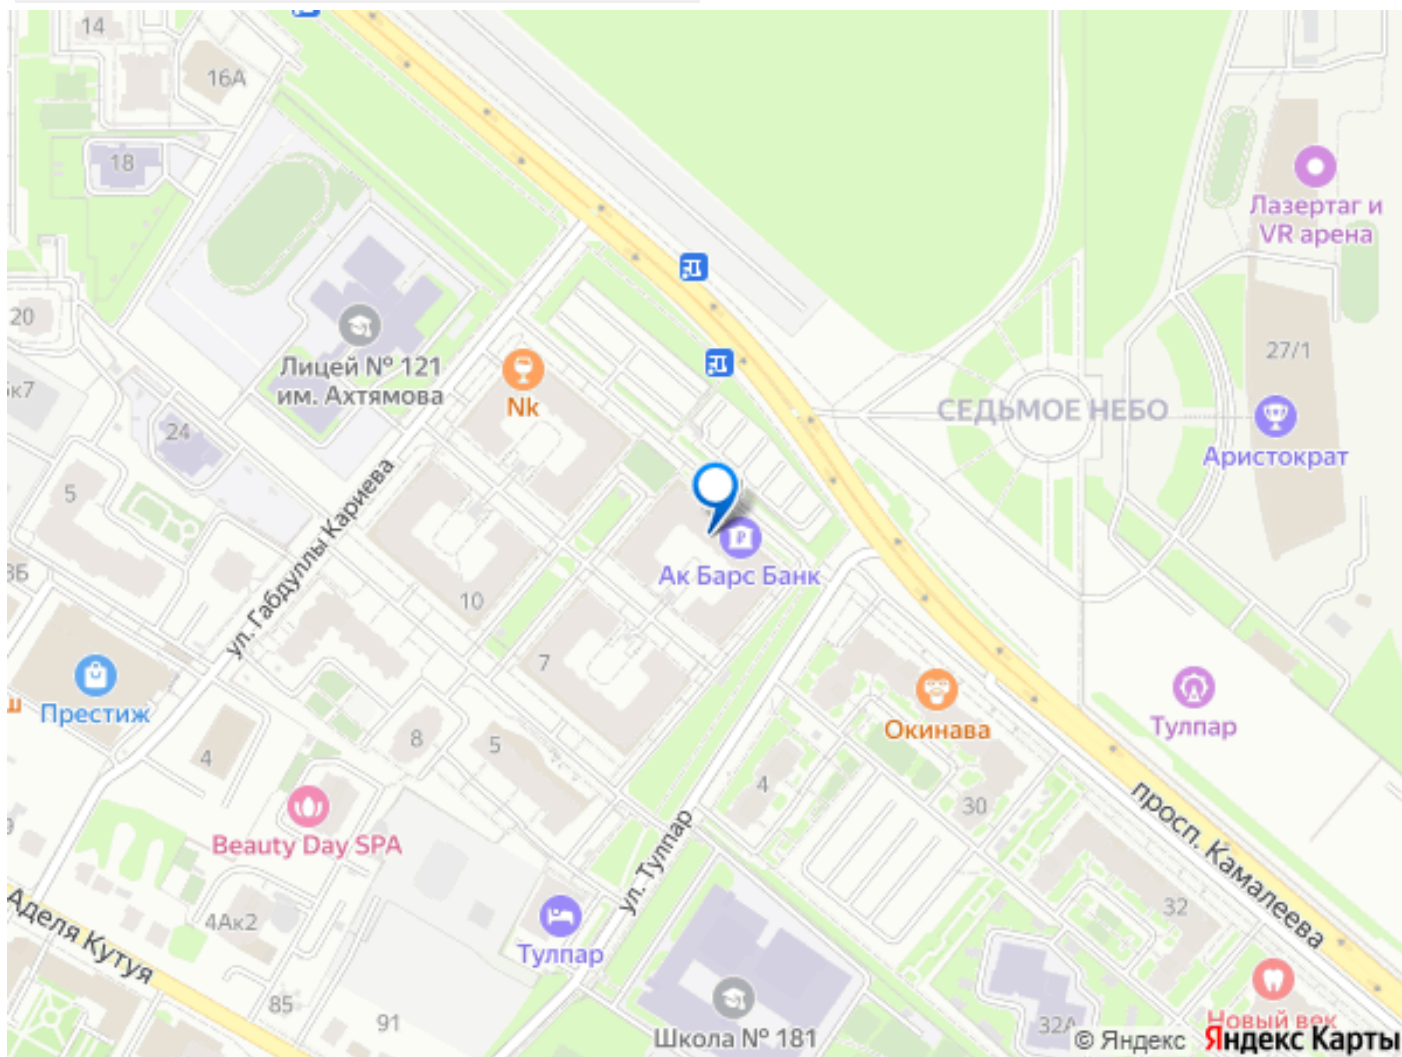 14
16А
18
Лазертаг и
VR арена
20
Лицей № 121
им. Ахтямова
27/1
5к7
Nk
СЕДЬМОЕ НЕБО
24
Аристократ
5
ул. Габдуллы Кариева
Ак Барс Банк
3Б
10
7
Престиж
ш
Окинава
Тулпар
8
5
4
4
30
просп. Камалеева
Beauty Day SPA
ул. Тулпар
9
32
4Ак2
Аделя Кутуя
Тулпар
85
91
Школа № 181
32А
Новый век
© Яндекс Яндекс Карты